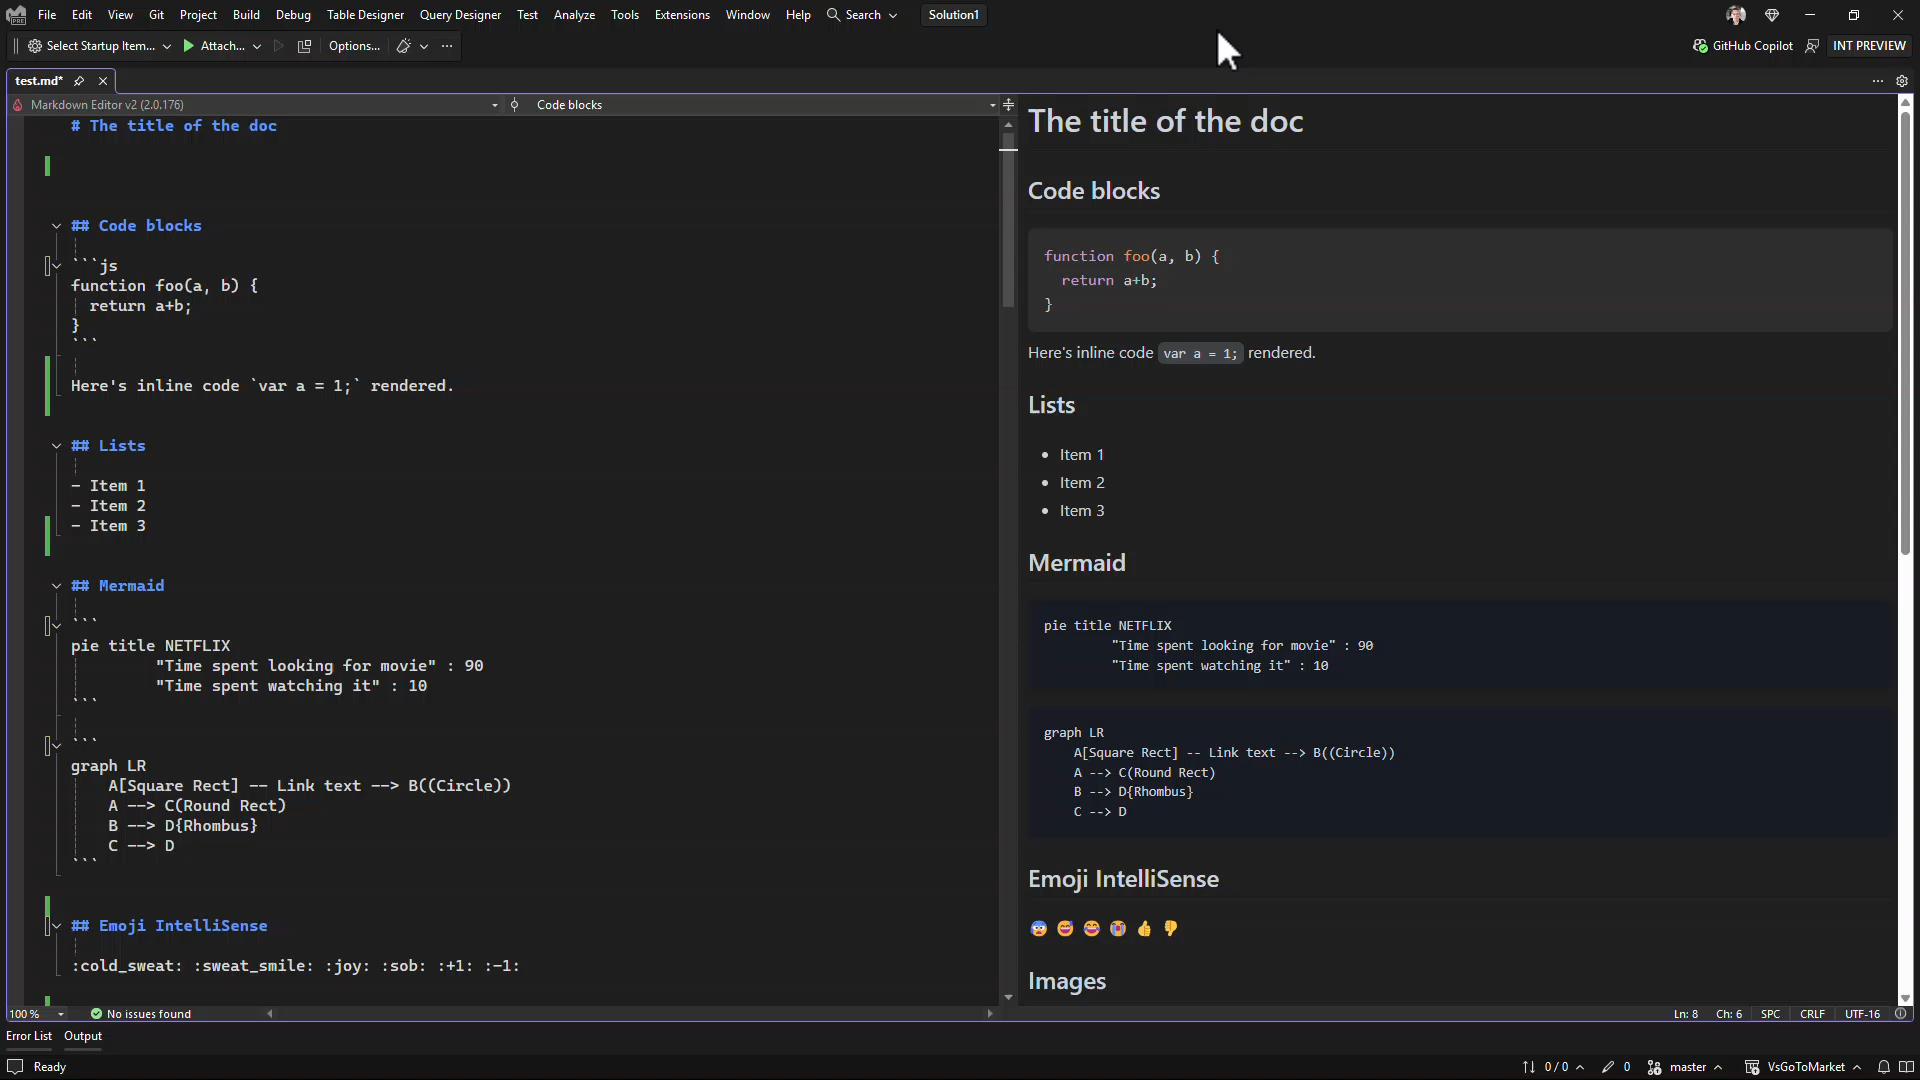 File Edit View Git Project Build Debug Table Designer Query Designer Test Analyze Tools Extensions Window Help Search Solution1
PRE
Select Startup Item... Attach... Options... GitHub Copilot INT PREVIEW
test.md*
Markdown Editor v2 (2.0.176) Code blocks
# The title of the doc
## Code blocks
```js
function foo(a, b) {
return a+b;
}
```
Here's inline code `var a = 1;` rendered.
## Lists
- Item 1
- Item 2
- Item 3
## Mermaid
```
pie title NETFLIX
"Time spent looking for movie" : 90
"Time spent watching it" : 10
```
```
graph LR
A[Square Rect] -- Link text --> B((Circle))
A --> C(Round Rect)
B --> D{Rhombus}
C --> D
```
## Emoji IntelliSense
:cold_sweat: :sweat_smile: :joy: :sob: :+1: :-1:
The title of the doc
Code blocks
function foo(a, b) {
return a+b;
}
Here's inline code var a = 1; rendered.
Lists
• Item 1
• Item 2
• Item 3
Mermaid
pie title NETFLIX
"Time spent looking for movie" : 90
"Time spent watching it" : 10
graph LR
A[Square Rect] -- Link text --> B((Circle))
A --> C(Round Rect)
B --> D{Rhombus}
C --> D
Emoji IntelliSense
😰 😅 😂 😭 👍 👎
Images
100 % No issues found Ln: 8 Ch: 6 SPC CRLF UTF-16
Error List Output
Ready 0 / 0 0 master VsGoToMarket